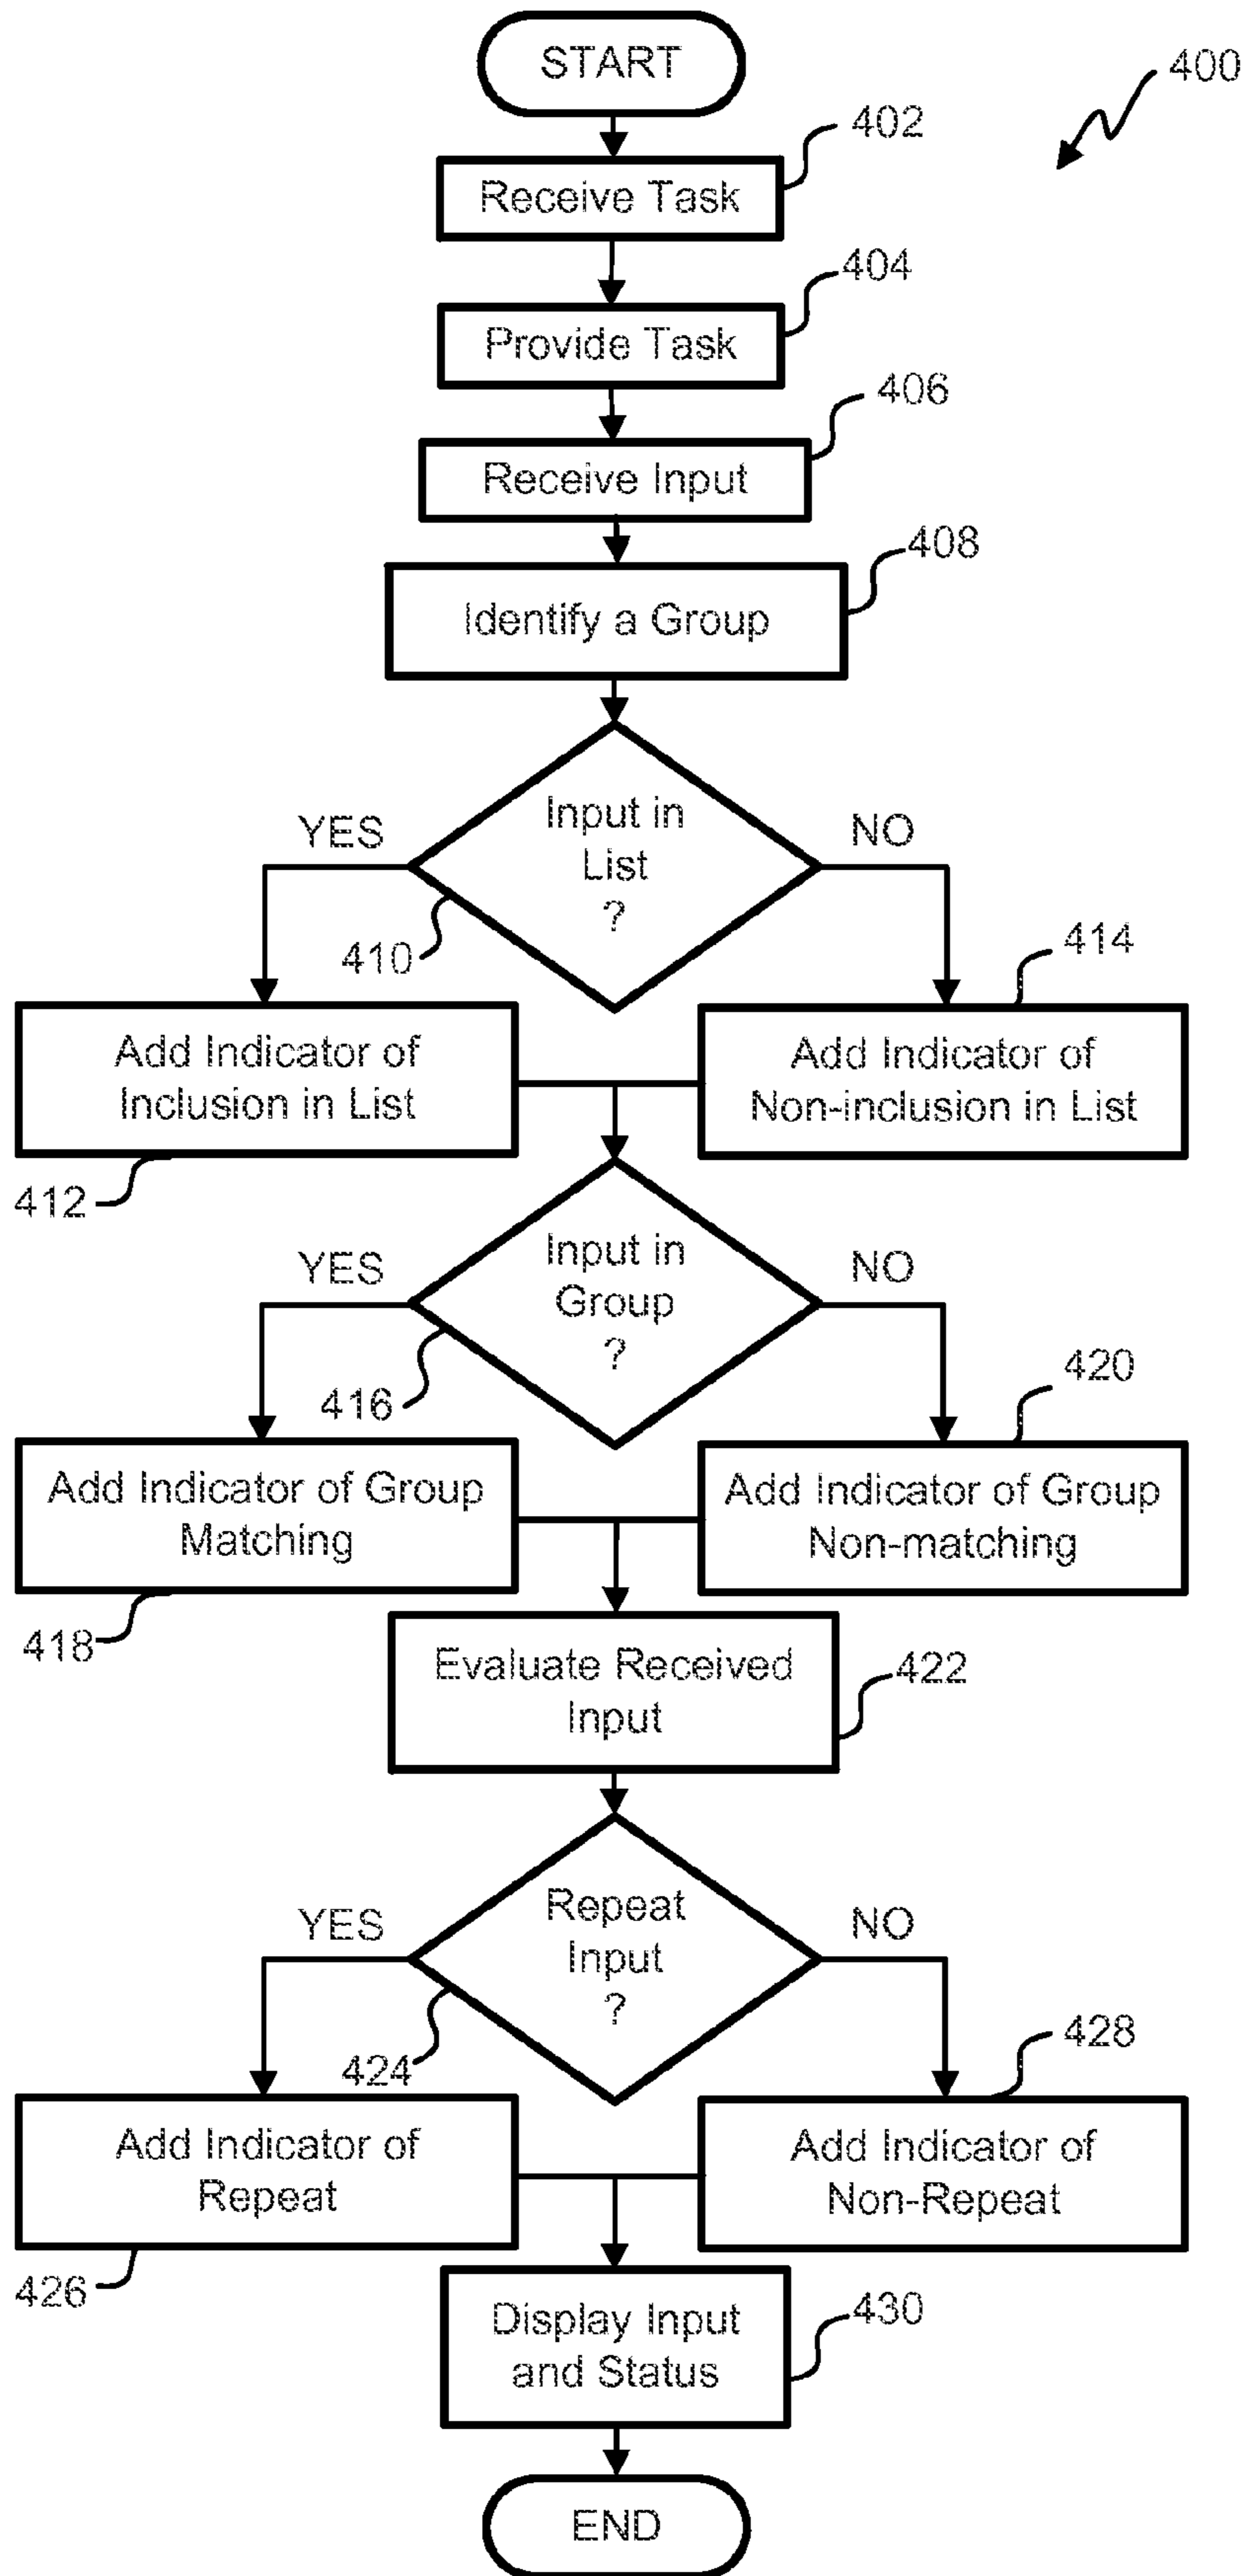 START
400
402
Receive Task
404
Provide Task
406
Receive Input
408
Identify a Group
Input in
List
?
YES
NO
410
414
Add Indicator of
Inclusion in List
Add Indicator of
Non-inclusion in List
412
Input in
Group
?
YES
NO
416
420
Add Indicator of Group
Matching
Add Indicator of Group
Non-matching
418
Evaluate Received
Input
422
Repeat
Input
?
YES
NO
424
428
Add Indicator of
Repeat
Add Indicator of
Non-Repeat
426
Display Input
and Status
430
END